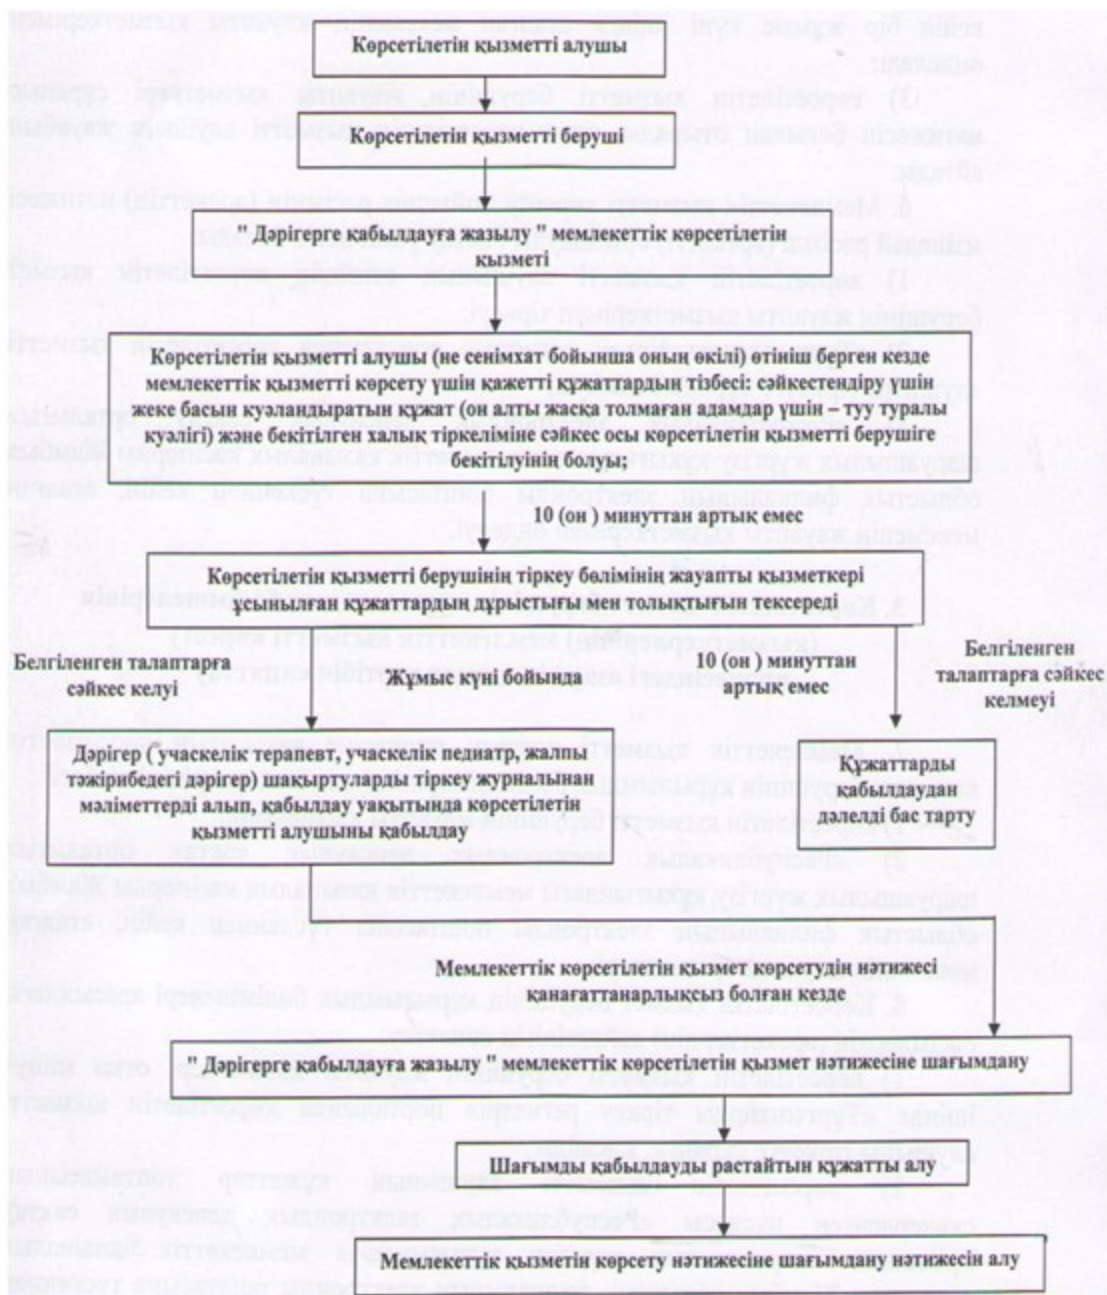 Көрсетілетін қызметті алушы
Көрсетілетін қызметті беруші
" Дәрігерге қабылдауға жазылу " мемлекеттік көрсетілетін
қызметі
Көрсетілетін қызметті алушы (не сенімхат бойынша оның өкілі) өтініш берген кезде
мемлекеттік қызметті көрсету үшін қажетті құжаттардың тізбесі: сәйкестендіру үшін
жеке басын куәландыратын құжат (он алты жасқа толмаған адамдар үшін – туу туралы
куәлігі) және бекітілген халық тіркеліміне сәйкес осы көрсетілетін қызметті берушіге
бекітілуінің болуы;
10 (он ) минуттан артық емес
Көрсетілетін қызметті берушінің тіркеу бөлімінің жауапты қызметкері
ұсынылған құжаттардың дұрыстығы мен толықтығын тексереді
Белгіленген талаптарға
сәйкес келуі
Жұмыс күні бойында
10 (он ) минуттан
артық емес
Белгіленген
талаптарға сәйкес
келмеуі
Дәрігер ( учаскелік терапевт, учаскелік педиатр, жалпы
тәжірибедегі дәрігер) шақыртуларды тіркеу журналынан
мәліметтерді алып, қабылдау уақытында көрсетілетін
қызметті алушыны қабылдау
Құжаттарды
қабылдаудан
дәлелді бас тарту
Мемлекеттік көрсетілетін қызмет көрсетудің нәтижесі
қанағаттанарлықсыз болған кезде
" Дәрігерге қабылдауға жазылу " мемлекеттік көрсетілетін қызмет нәтижесіне шағымдану
Шағымды қабылдауды растайтын құжатты алу
Мемлекеттік қызметін көрсету нәтижесіне шағымдану нәтижесін алу